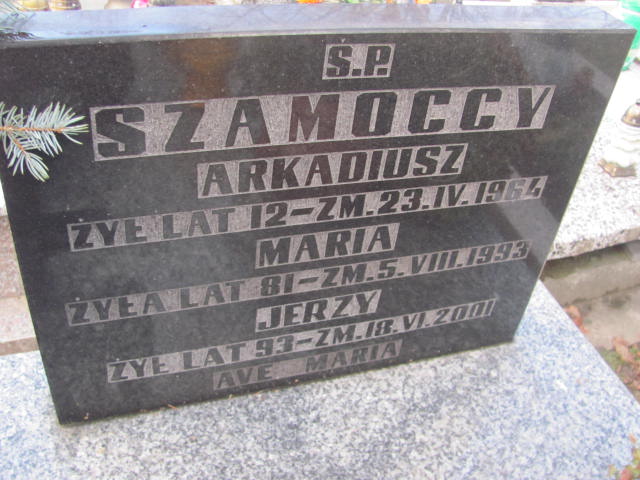 Ś.P.
SZAMOCCY
ARKADIUSZ
ŻYŁ LAT 12-ZM. 23. IV. 1964
MARIA
ŻYŁA LAT 81-ZM. 5. VIII. 1993
JERZY
ŻYŁ LAT 93-ZM. 18. VI. 2001
AVE MARIA